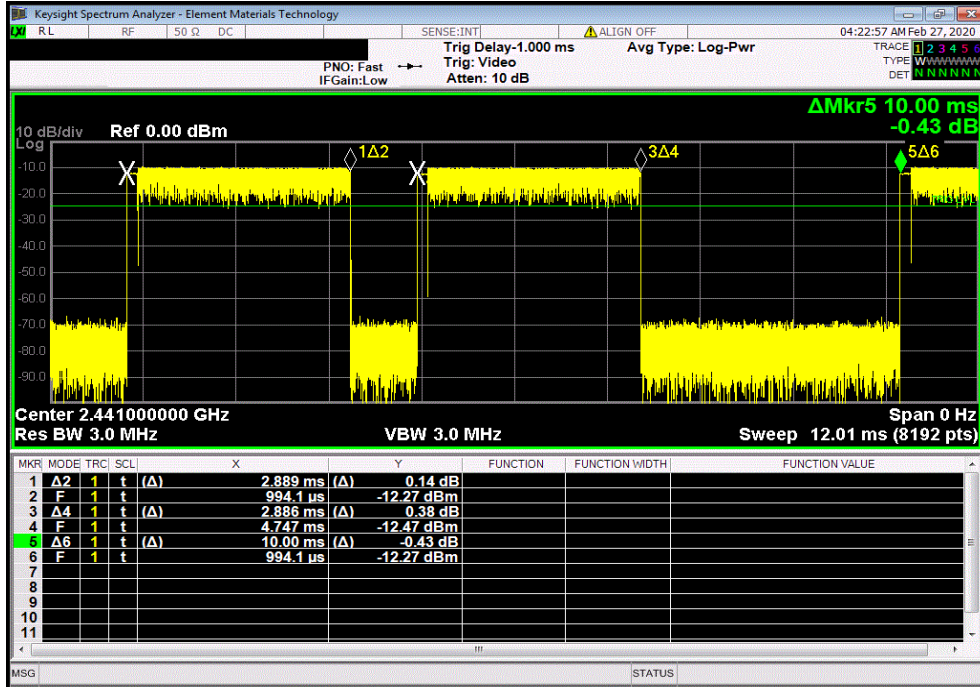 Keysight Spectrum Analyzer - Element Materials Technology
LXI RL RF 50 Ω DC SENSE:INT ALIGN OFF 04:22:57 AM Feb 27, 2020
Trig Delay-1.000 ms Avg Type: Log-Pwr TRACE 1 2 3 4 5 6
PNO: Fast Trig: Video TYPE WWWWWW
IFGain:Low Atten: 10 dB DET N N N N N N
ΔMkr5 10.00 ms
-0.43 dB
10 dB/div Ref 0.00 dBm
Log
1Δ2 3Δ4 5Δ6
-10.0
-20.0
-30.0
-40.0
-50.0
-60.0
-70.0
-80.0
-90.0
Center 2.441000000 GHz Span 0 Hz
Res BW 3.0 MHz VBW 3.0 MHz Sweep 12.01 ms (8192 pts)
MKR MODE TRC SCL X Y FUNCTION FUNCTION WIDTH FUNCTION VALUE
1 Δ2 1 t (Δ) 2.889 ms (Δ) 0.14 dB
2 F 1 t 994.1 µs -12.27 dBm
3 Δ4 1 t (Δ) 2.886 ms (Δ) 0.38 dB
4 F 1 t 4.747 ms -12.47 dBm
5 Δ6 1 t (Δ) 10.00 ms (Δ) -0.43 dB
6 F 1 t 994.1 µs -12.27 dBm
7
8
9
10
11
MSG STATUS